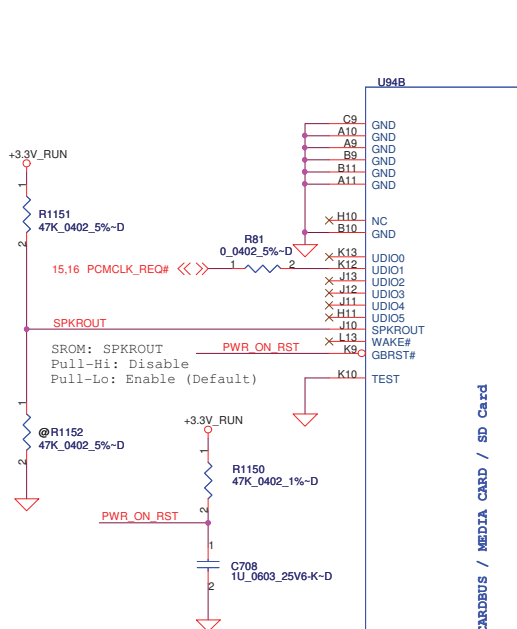 U94B
C9 GND
A10 GND
A9 GND
B9 GND
B11 GND
A11 GND
H10 NC
B10 GND
+3.3V_RUN
1
R1151
47K_0402_5%~D
2
R81
0_0402_5%~D
15,16 PCMCLK_REQ# 1 2
K13 UDIO0
K12 UDIO1
J13 UDIO2
J12 UDIO3
J11 UDIO4
H11 UDIO5
SPKROUT J10 SPKROUT
L13 WAKE#
PWR_ON_RST K9 GBRST#
SROM: SPKROUT
Pull-Hi: Disable
Pull-Lo: Enable (Default)
K10 TEST
1
@R1152
47K_0402_5%~D
2
+3.3V_RUN
1
R1150
47K_0402_1%~D
2
PWR_ON_RST
1
C708
1U_0603_25V6-K~D
2
ARDBUS / MEDIA CARD / SD Card